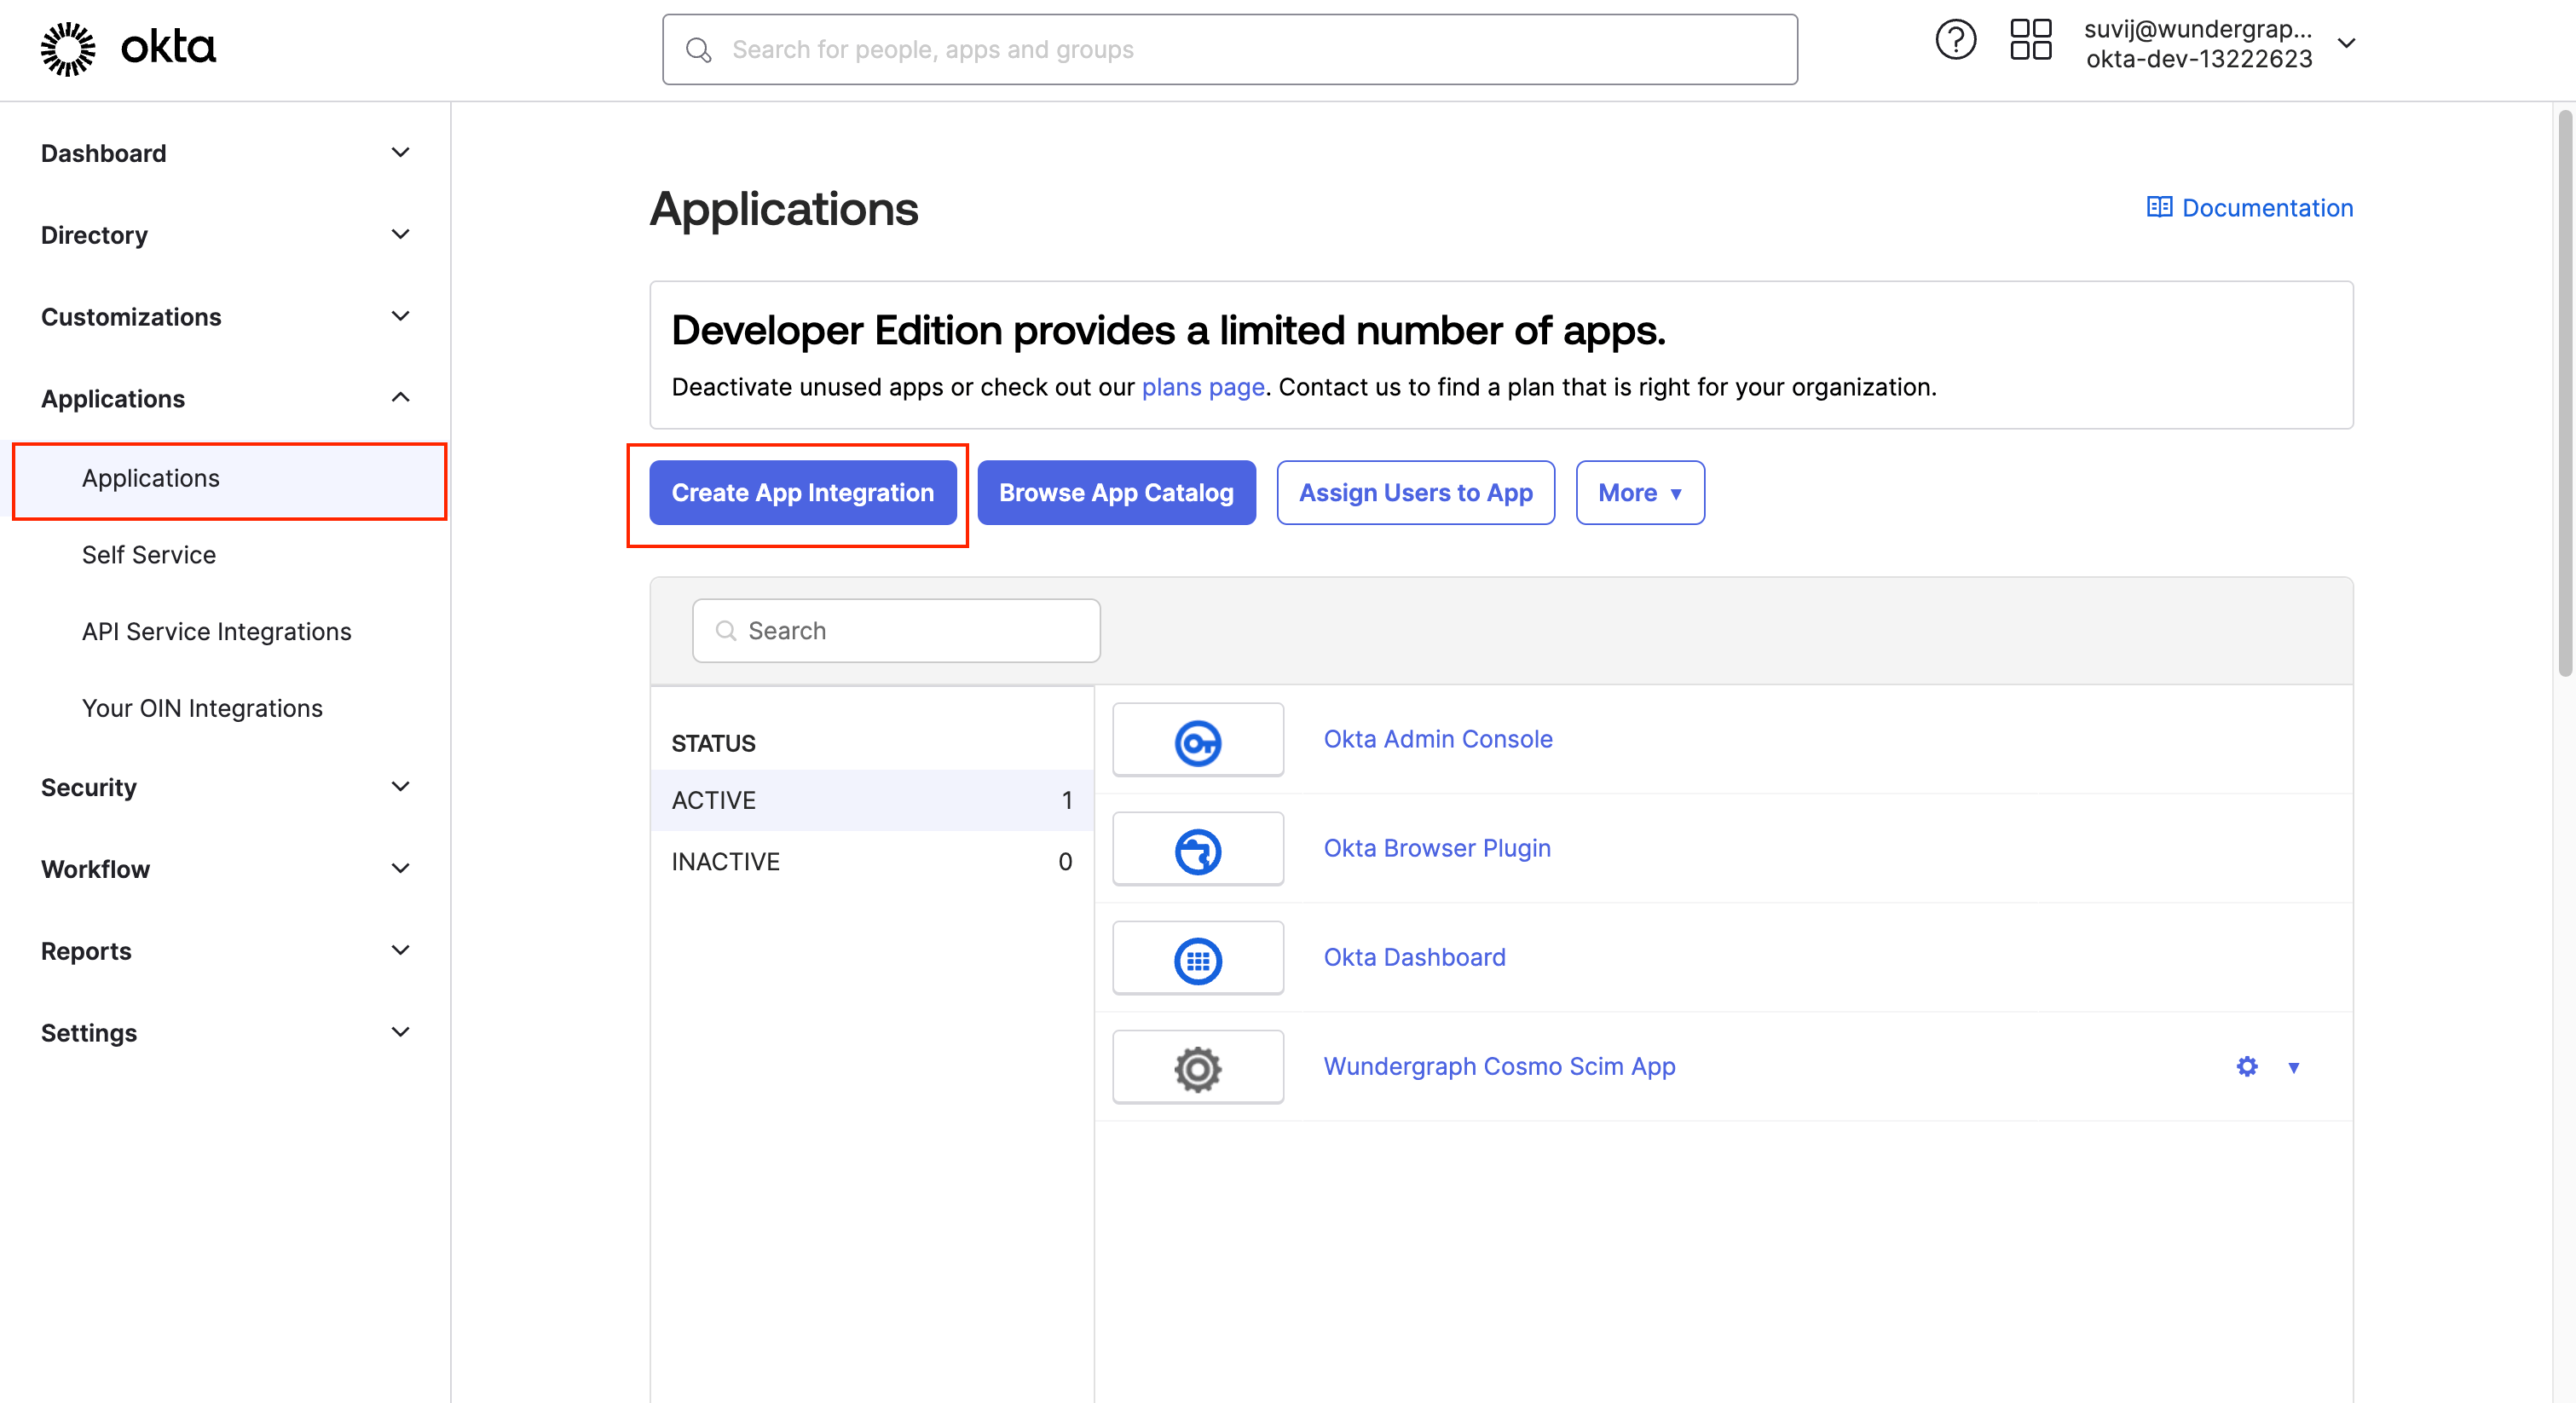 okta
Search for people, apps and groups
suvij@wundergrap...
okta-dev-13222623
Dashboard
Directory
Customizations
Applications
Applications
Self Service
API Service Integrations
Your OIN Integrations
Security
Workflow
Reports
Settings
Applications
Documentation
Developer Edition provides a limited number of apps.
Deactivate unused apps or check out our plans page. Contact us to find a plan that is right for your organization.
Create App Integration
Browse App Catalog
Assign Users to App
More
Search
STATUS
ACTIVE 1
INACTIVE 0
Okta Admin Console
Okta Browser Plugin
Okta Dashboard
Wundergraph Cosmo Scim App